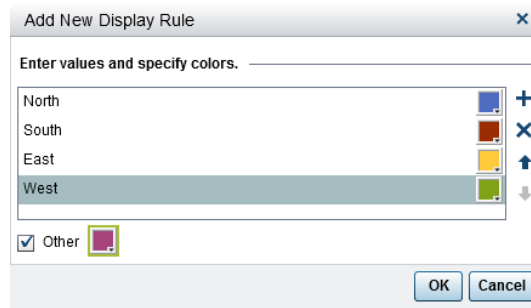 Add New Display Rule
Enter values and specify colors.
North
South
East
West
Other
OK Cancel